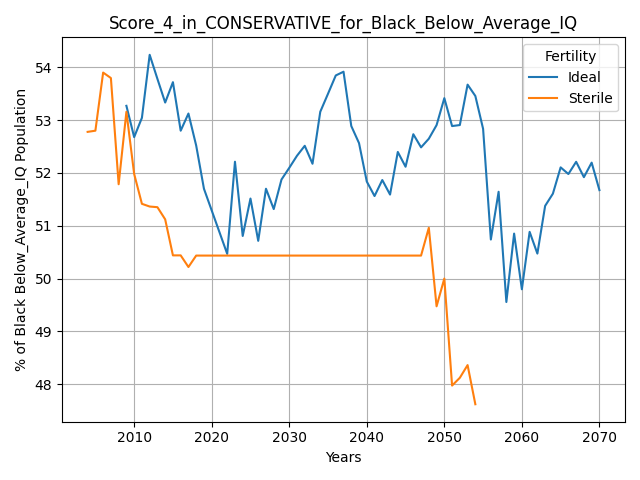 Score_4_in_CONSERVATIVE_for_Black_Below_Average_IQ
% of Black Below_Average_IQ Population
54
53
52
51
50
49
48
Fertility
Ideal
Sterile
2010 2020 2030 2040 2050 2060 2070
Years